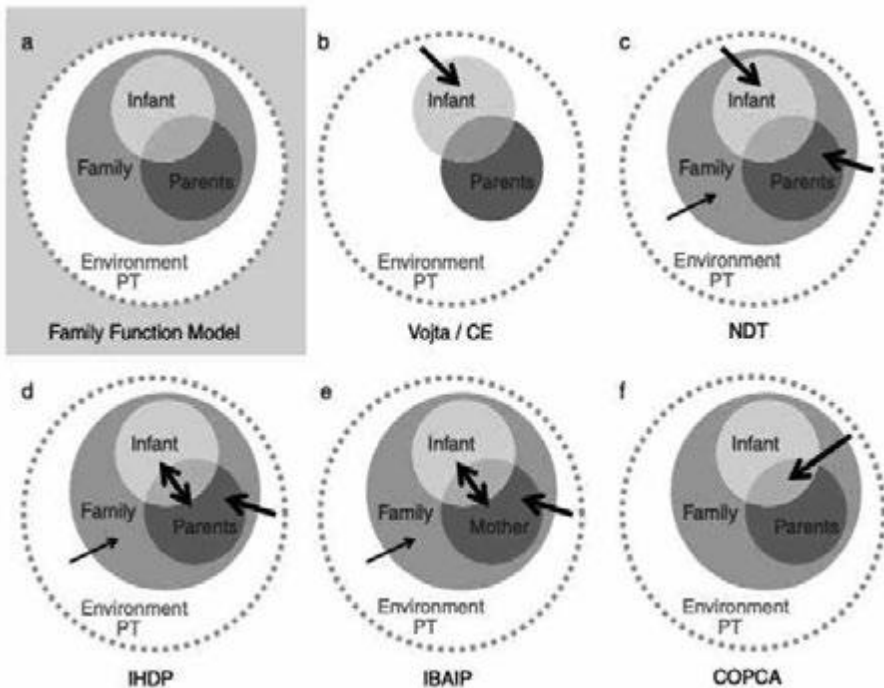 a
Infant
Family
Parents
Environment
PT
Family Function Model
b
Infant
Parents
Environment
PT
Vojta / CE
c
Infant
Family
Parents
Environment
PT
NDT
d
Infant
Family
Parents
Environment
PT
IHDP
e
Infant
Family
Mother
Environment
PT
IBAIP
f
Infant
Family
Parents
Environment
PT
COPCA